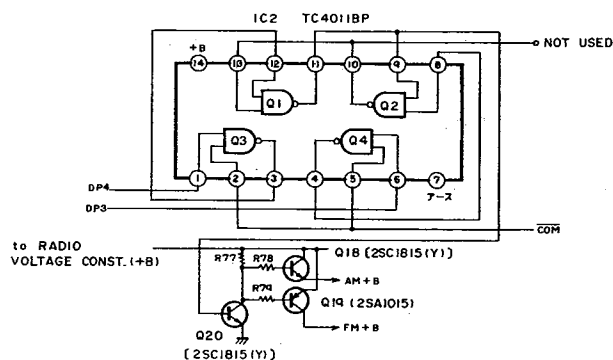 IC2 TC4011BP
+B
14 13 12 11 10 9 8
NOT USED
Q1 Q2
Q3 Q4
1 2 3 4 5 6 7
アース
DP4
DP3
COM
to RADIO
VOLTAGE CONST.(+B)
R77 R78
Q18 [2SC1815(Y)]
AM+B
R79
Q19 (2SA1015)
FM+B
Q20
[2SC1815(Y)]